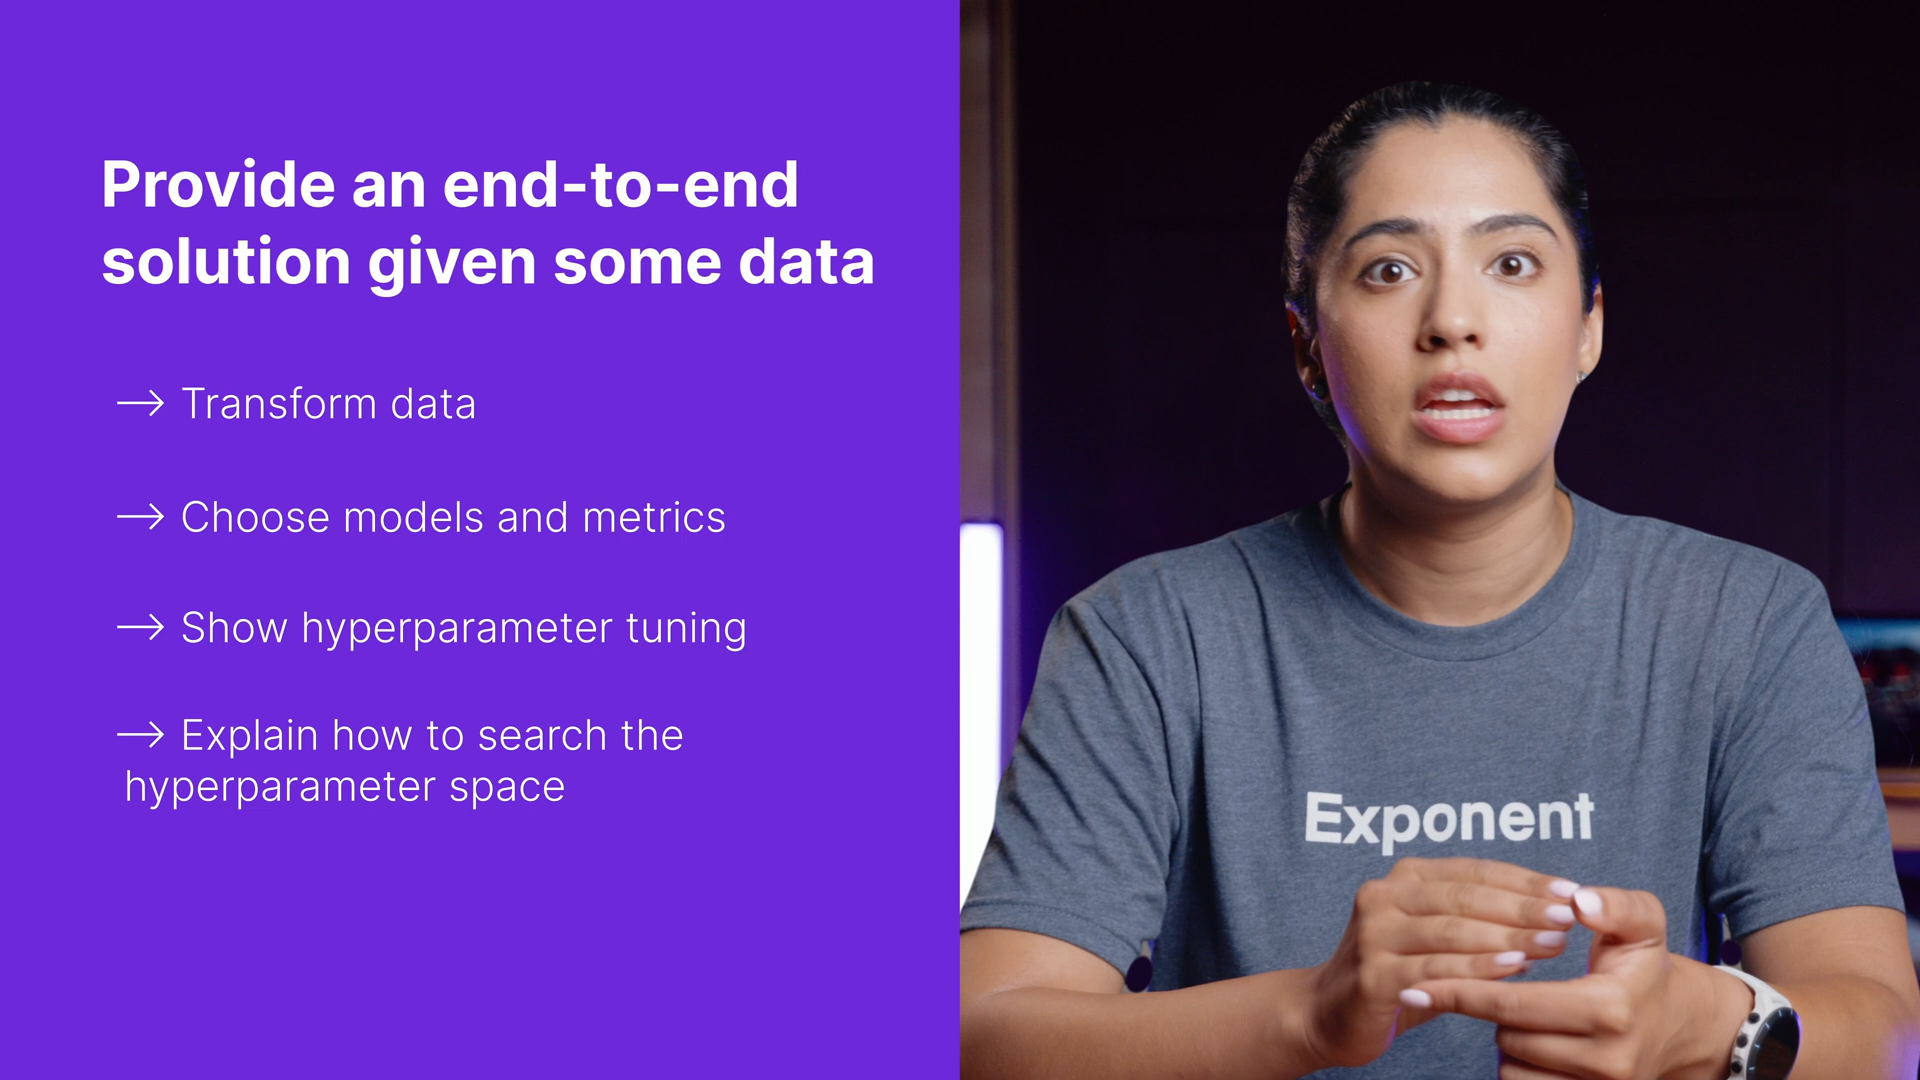 Provide an end-to-end
solution given some data
→ Transform data
→ Choose models and metrics
→ Show hyperparameter tuning
→ Explain how to search the
hyperparameter space
Exponent